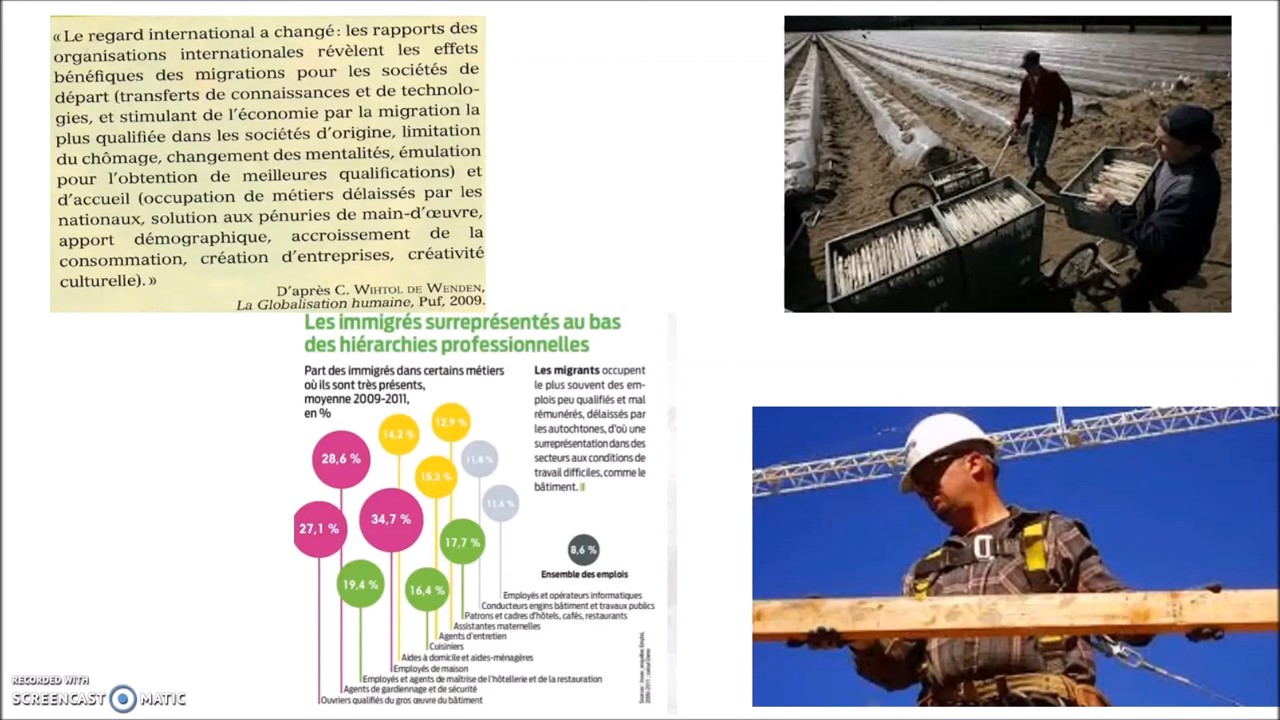 « Le regard international a changé : les rapports des
organisations internationales révèlent les effets
bénéfiques des migrations pour les sociétés de
départ (transferts de connaissances et de technolo-
gies, et stimulant de l'économie par la migration la
plus qualifiée dans les sociétés d'origine, limitation
du chômage, changement des mentalités, émulation
pour l'obtention de meilleures qualifications) et
d'accueil (occupation de métiers délaissés par les
nationaux, solution aux pénuries de main-d'œuvre,
apport démographique, accroissement de la
consommation, création d'entreprises, créativité
culturelle). »
D'après C. WIHTOL DE WENDEN,
La Globalisation humaine, Puf, 2009.
Les immigrés surreprésentés au bas
des hiérarchies professionnelles
Part des immigrés dans certains métiers
où ils sont très présents,
moyenne 2009-2011,
en %
Les migrants occupent
le plus souvent des em-
plois peu qualifiés et mal
rémunérés, délaissés par
les autochtones, d'où une
surreprésentation dans des
secteurs aux conditions de
travail difficiles, comme le
bâtiment.
12,9 %
14,2 %
28,6 %
11,8 %
15,3 %
11,6 %
34,7 %
27,1 %
17,7 %
8,6 %
Ensemble des emplois
19,4 %
16,4 %
Employés et opérateurs informatiques
Conducteurs engins bâtiment et travaux publics
Patrons et cadres d'hôtels, cafés, restaurants
Assistantes maternelles
Agents d'entretien
Cuisiniers
Aides à domicile et aides-ménagères
Employés de maison
Employés et agents de maîtrise de l'hôtellerie et de la restauration
Agents de gardiennage et de sécurité
Ouvriers qualifiés du gros œuvre du bâtiment
RECORDED WITH
SCREENCAST MATIC